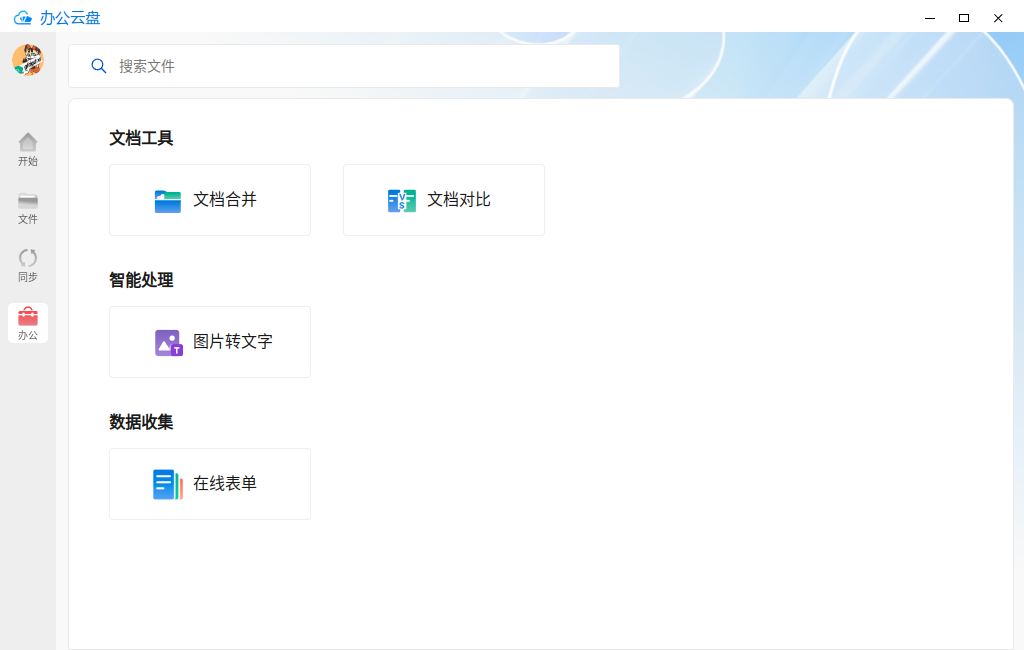 办公云盘
搜索文件
开始
文件
同步
办公
文档工具
文档合并
文档对比
智能处理
图片转文字
数据收集
在线表单